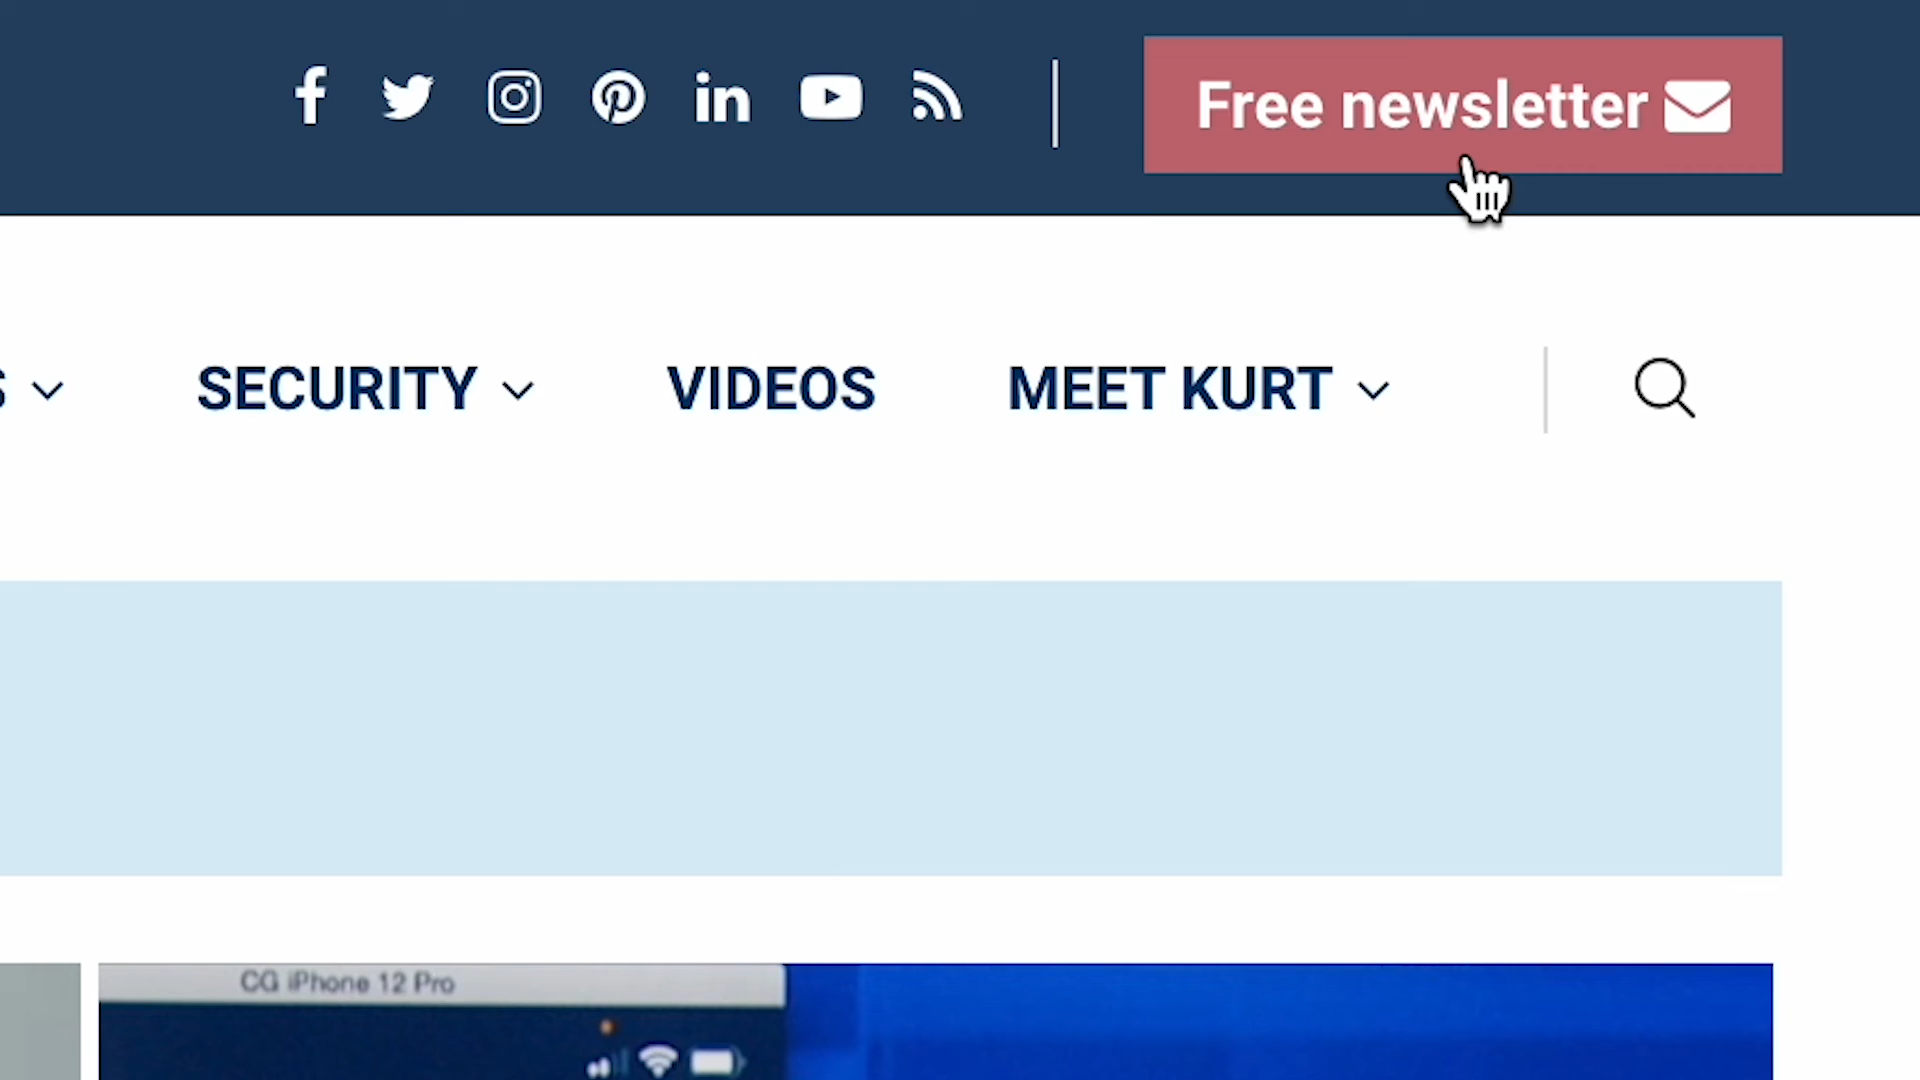 Free newsletter
SECURITY
VIDEOS
MEET KURT
CG iPhone 12 Pro